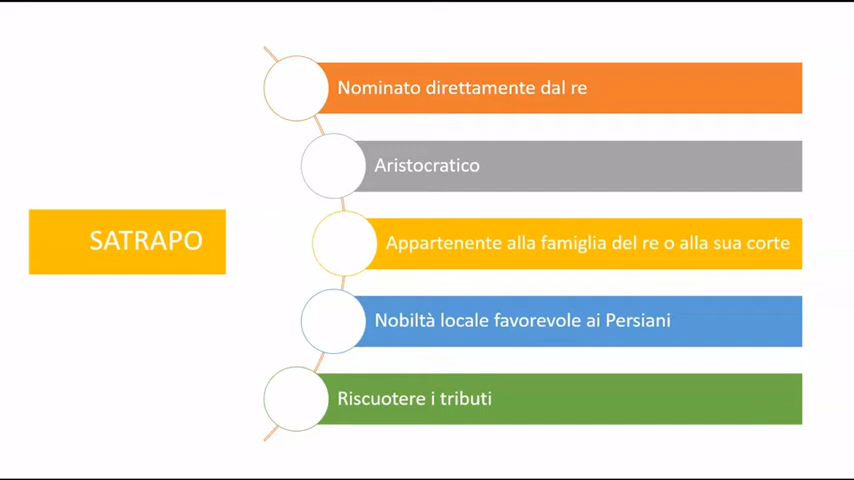 SATRAPO
Nominato direttamente dal re
Aristocratico
Appartenente alla famiglia del re o alla sua corte
Nobiltà locale favorevole ai Persiani
Riscuotere i tributi